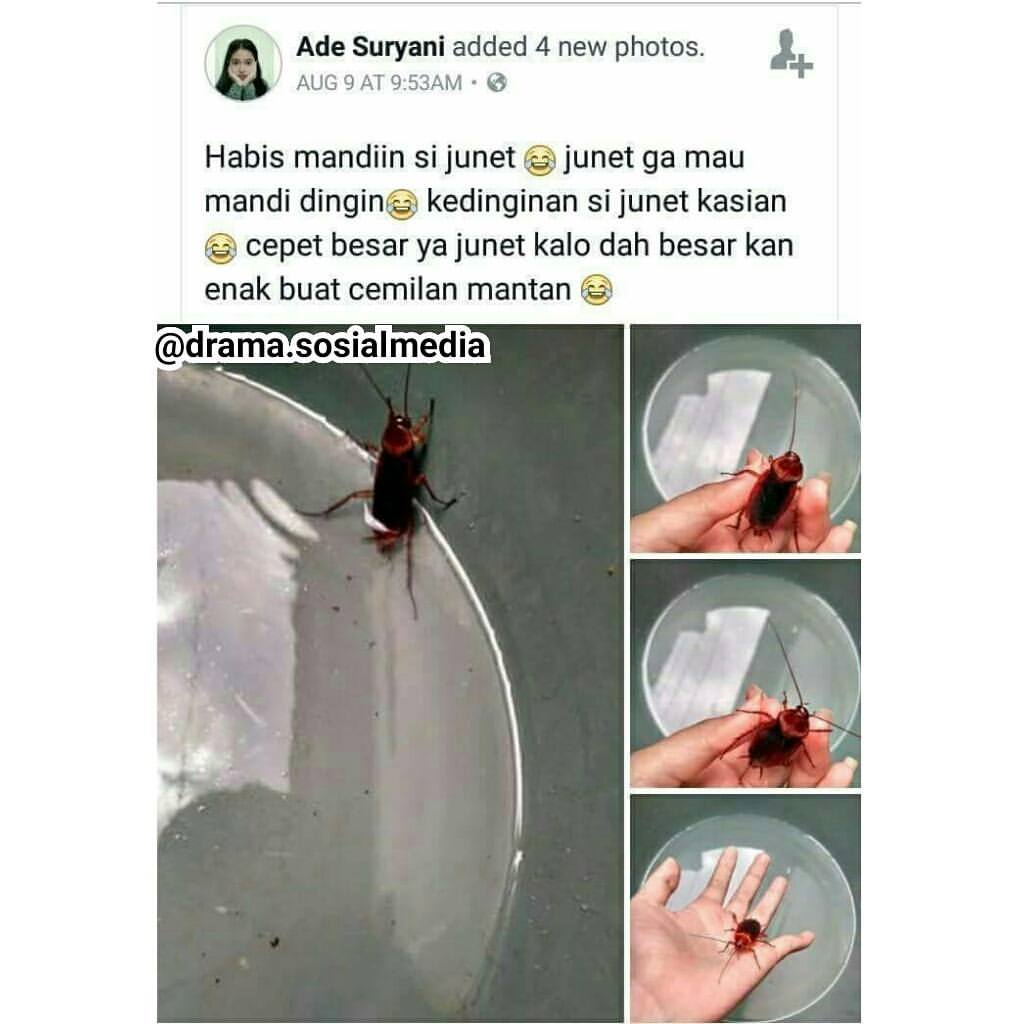 Ade Suryani added 4 new photos.
AUG 9 AT 9:53AM ·
Habis mandiin si junet 😂 junet ga mau
mandi dingin😂 kedinginan si junet kasian
😂 cepet besar ya junet kalo dah besar kan
enak buat cemilan mantan 😂
@drama.sosialmedia